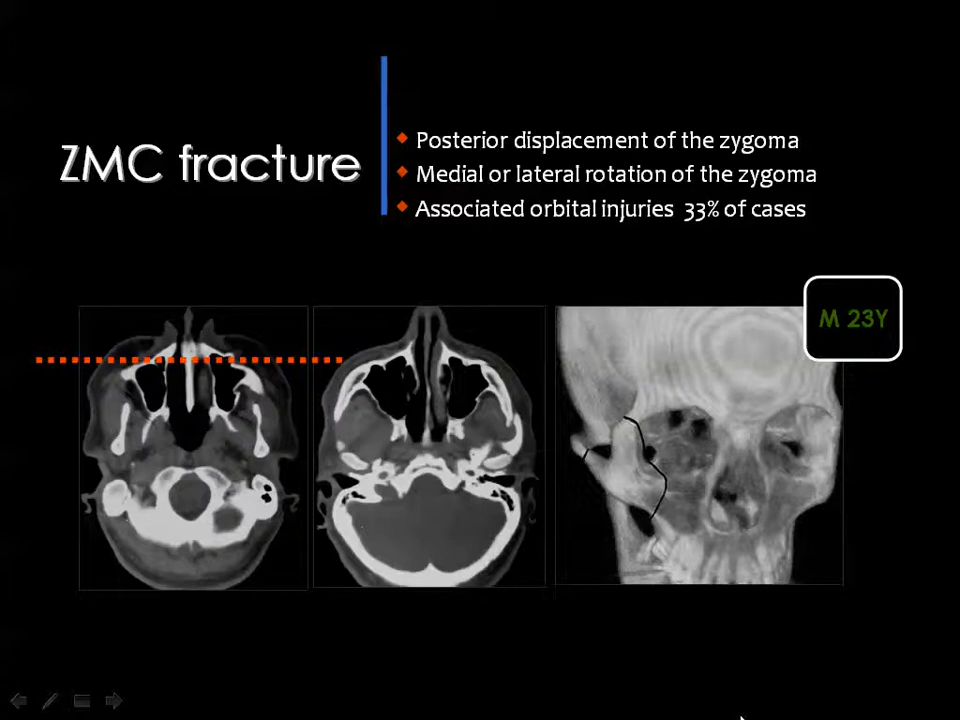 ZMC fracture
Posterior displacement of the zygoma
Medial or lateral rotation of the zygoma
Associated orbital injuries 33% of cases
M 23Y